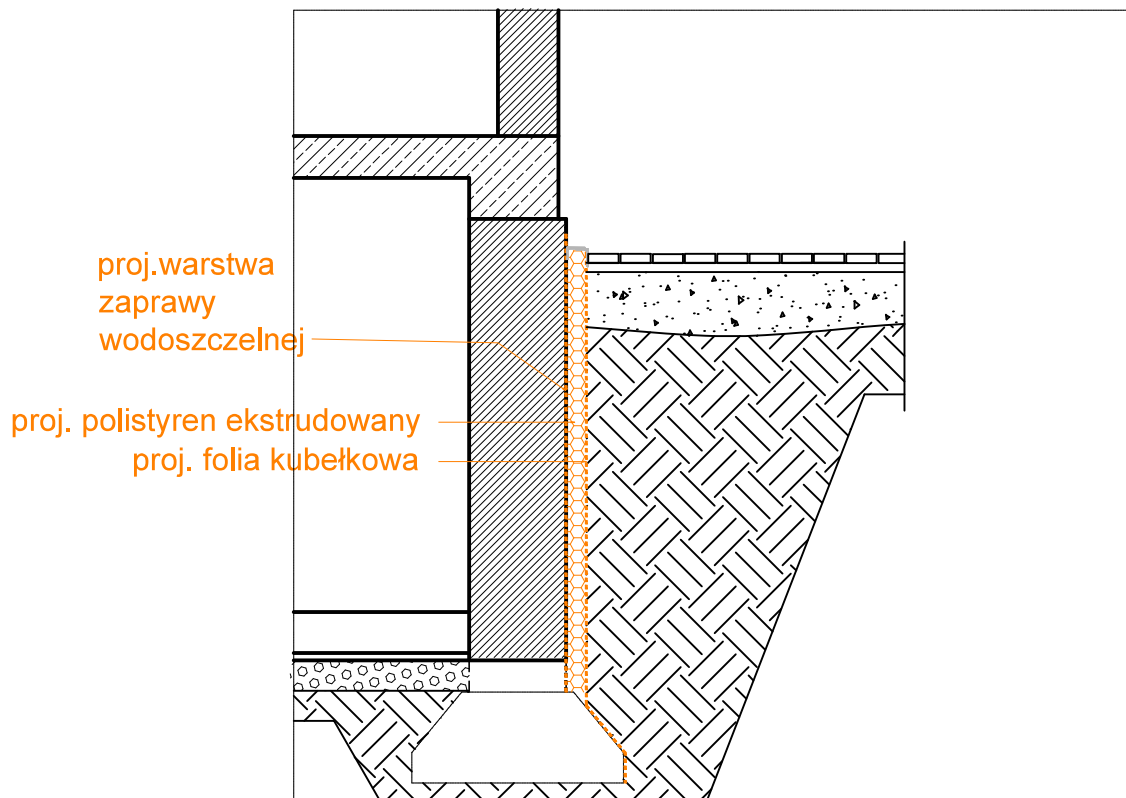 proj.warstwa
zaprawy
wodoszczelnej
proj. polistyren ekstrudowany
proj. folia kubełkowa